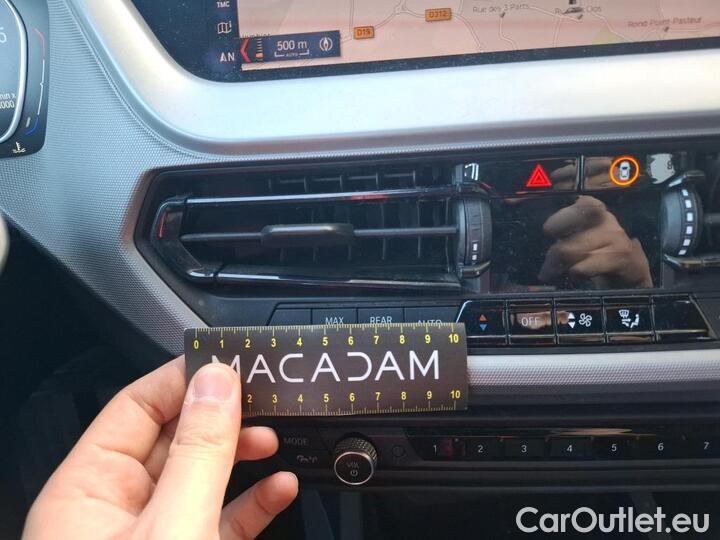 TMC
AN
500 m
AUTO
D19
D312
Rue des 3 Parts
Rond Point Pasteur
MAX
REAR
AUTO
OFF
0 1 2 3 4 5 6 7 8 9 10
MACADAM
2 3 4 5 6 7 8 9 10
MODE
VOL
1 2 3 4 5 6 7
CarOutlet.eu